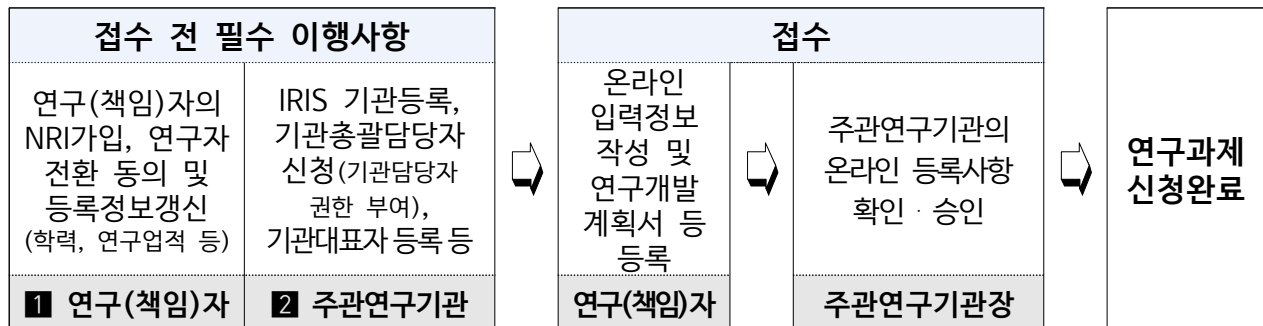 접수 전 필수 이행사항
연구(책임)자의
NRI가입, 연구자
전환 동의 및
등록정보갱신
(학력, 연구업적 등)
1 연구(책임)자
IRIS 기관등록,
기관총괄담당자
신청(기관담당자
권한 부여),
기관대표자 등록 등
2 주관연구기관
접수
온라인
입력정보
작성 및
연구개발
계획서 등
등록
연구(책임)자
주관연구기관의
온라인 등록사항
확인 · 승인
주관연구기관장
연구과제
신청완료